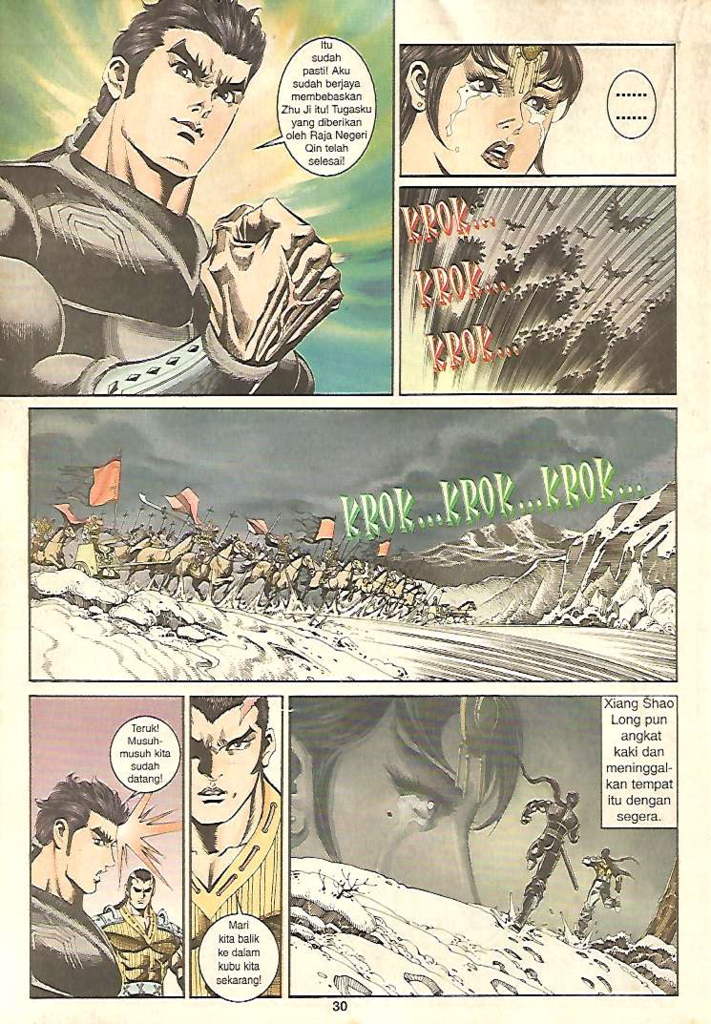 Itu
sudah
pasti! Aku
sudah berjaya
membebaskan
Zhu Ji itu! Tugasku
yang diberikan
oleh Raja Negeri
Qin telah
selesai!
......
......
KROK...
KROK...
KROK...
KROK...KROK...KROK...
Teruk!
Musuh-
musuh kita
sudah
datang!
Mari
kita balik
ke dalam
kubu kita
sekarang!
Xiang Shao
Long pun
angkat
kaki dan
meninggal-
kan tempat
itu dengan
segera.
30